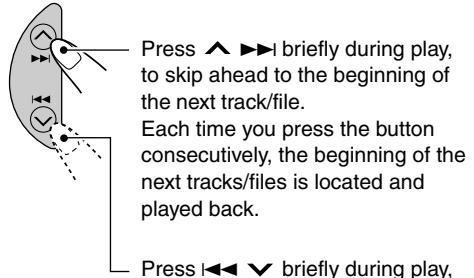 Press ∧ ►►| briefly during play,
to skip ahead to the beginning of
the next track/file.
Each time you press the button
consecutively, the beginning of the
next tracks/files is located and
played back.
Press |◄◄ ∨ briefly during play,